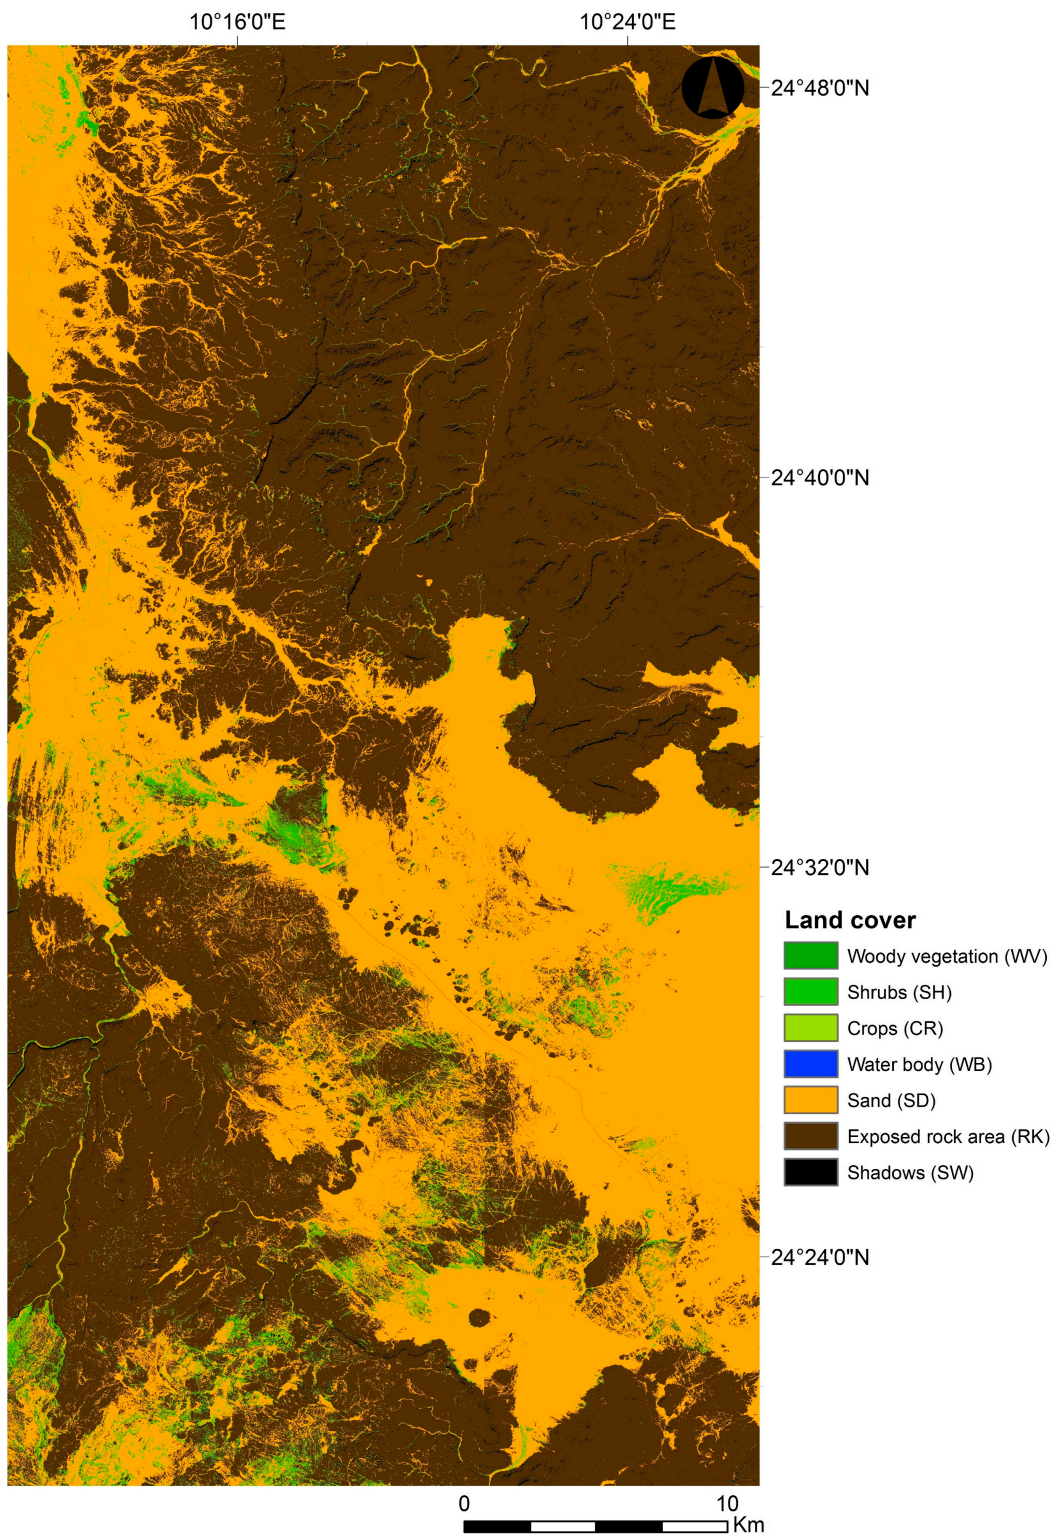 10°16'0"E
10°24'0"E
24°48'0"N
24°40'0"N
24°32'0"N
Land cover
Woody vegetation (WV)
Shrubs (SH)
Crops (CR)
Water body (WB)
Sand (SD)
Exposed rock area (RK)
Shadows (SW)
24°24'0"N
0
10
Km